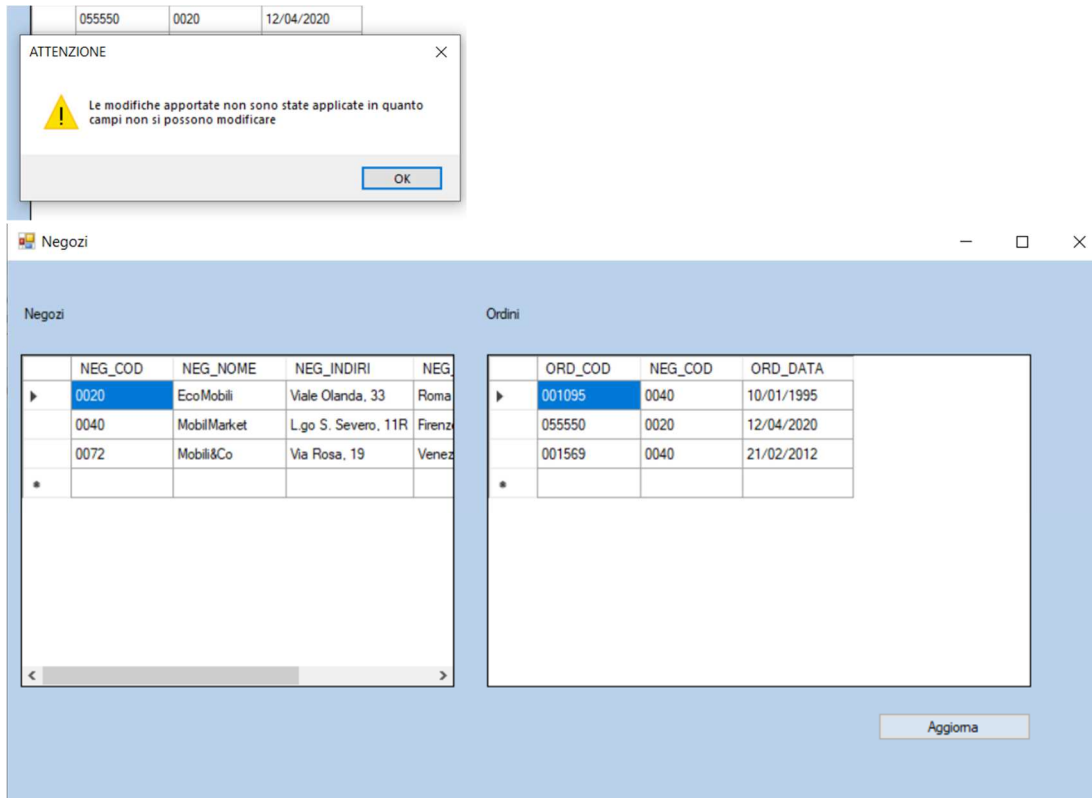 055550 0020 12/04/2020
ATTENZIONE
Le modifiche apportate non sono state applicate in quanto
campi non si possono modificare
OK
Negozi
Negozi
NEG_COD NEG_NOME NEG_INDIRI NEG_
0020 EcoMobili Viale Olanda, 33 Roma
0040 MobilMarket L.go S. Severo, 11R Firenz
0072 Mobili&Co Via Rosa, 19 Venez
Ordini
ORD_COD NEG_COD ORD_DATA
001095 0040 10/01/1995
055550 0020 12/04/2020
001569 0040 21/02/2012
Aggiorna